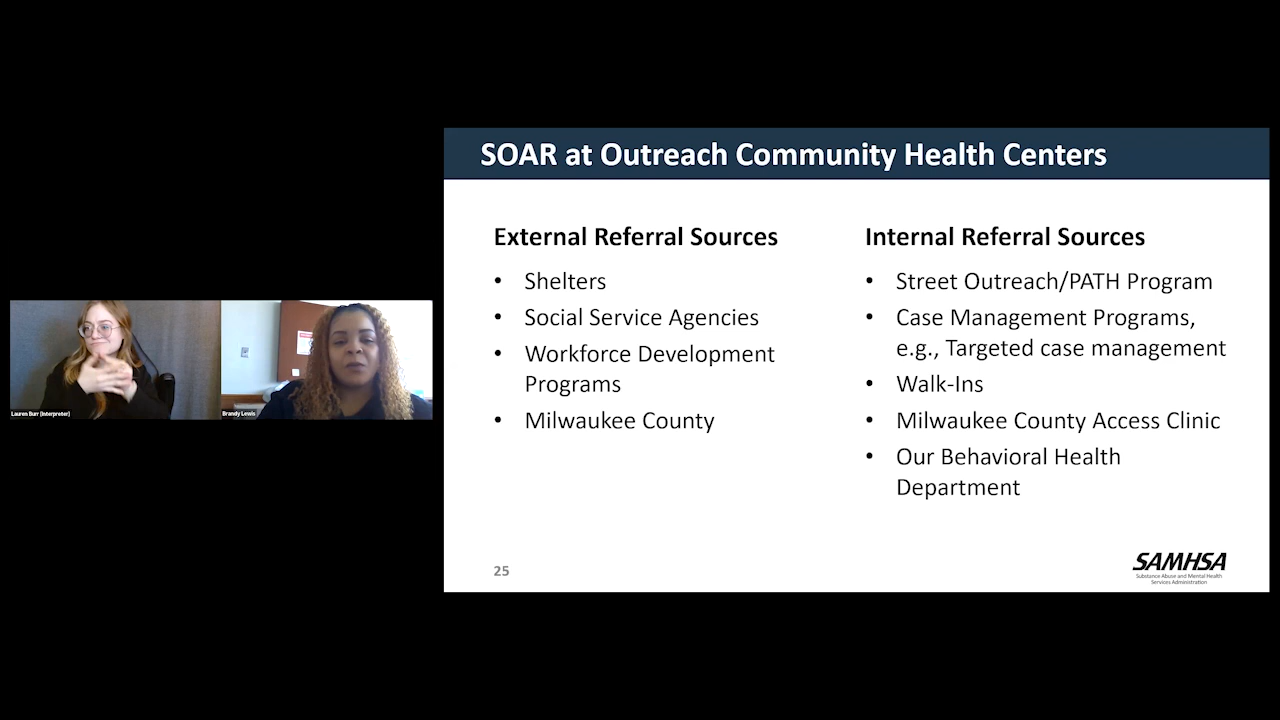 SOAR at Outreach Community Health Centers
External Referral Sources
• Shelters
• Social Service Agencies
• Workforce Development
Programs
• Milwaukee County
Internal Referral Sources
• Street Outreach/PATH Program
• Case Management Programs,
e.g., Targeted case management
• Walk-Ins
• Milwaukee County Access Clinic
• Our Behavioral Health
Department
25
SAMHSA
Substance Abuse and Mental Health
Services Administration
Lauren Burr (Interpreter)
Brandy Lewis